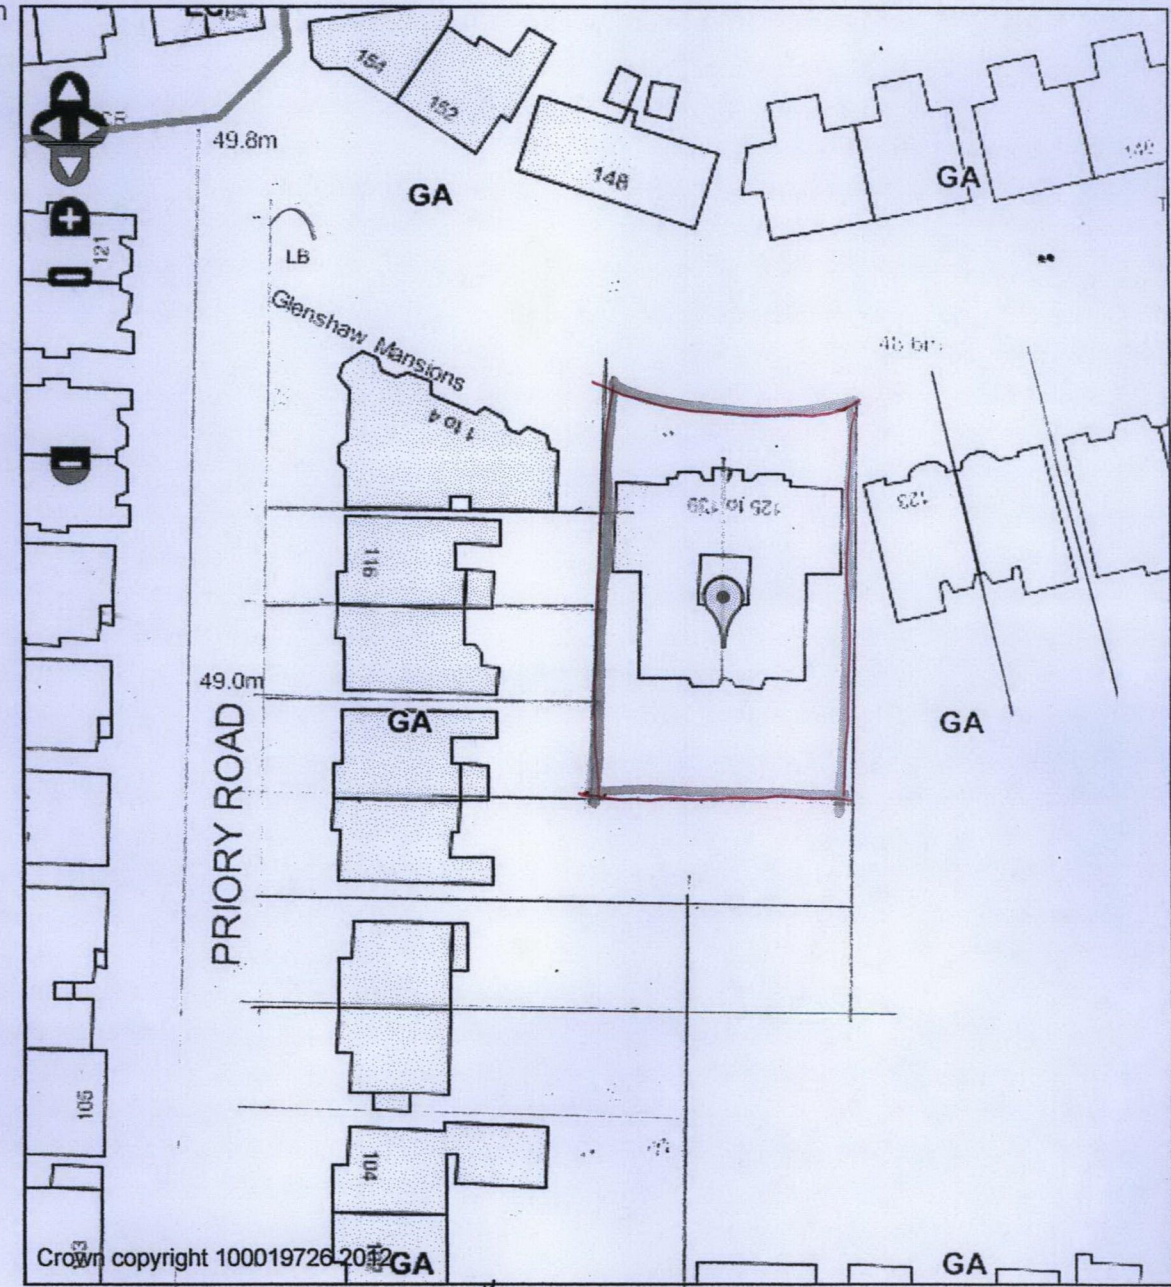 154
152
49.8m
148
GA
GA
121
LB
Glenshaw Mansions
1 to 4
125 to 139
123
116
49.0m
PRIORY ROAD
GA
GA
105
104
Crown copyright 100019726 2012
GA
GA